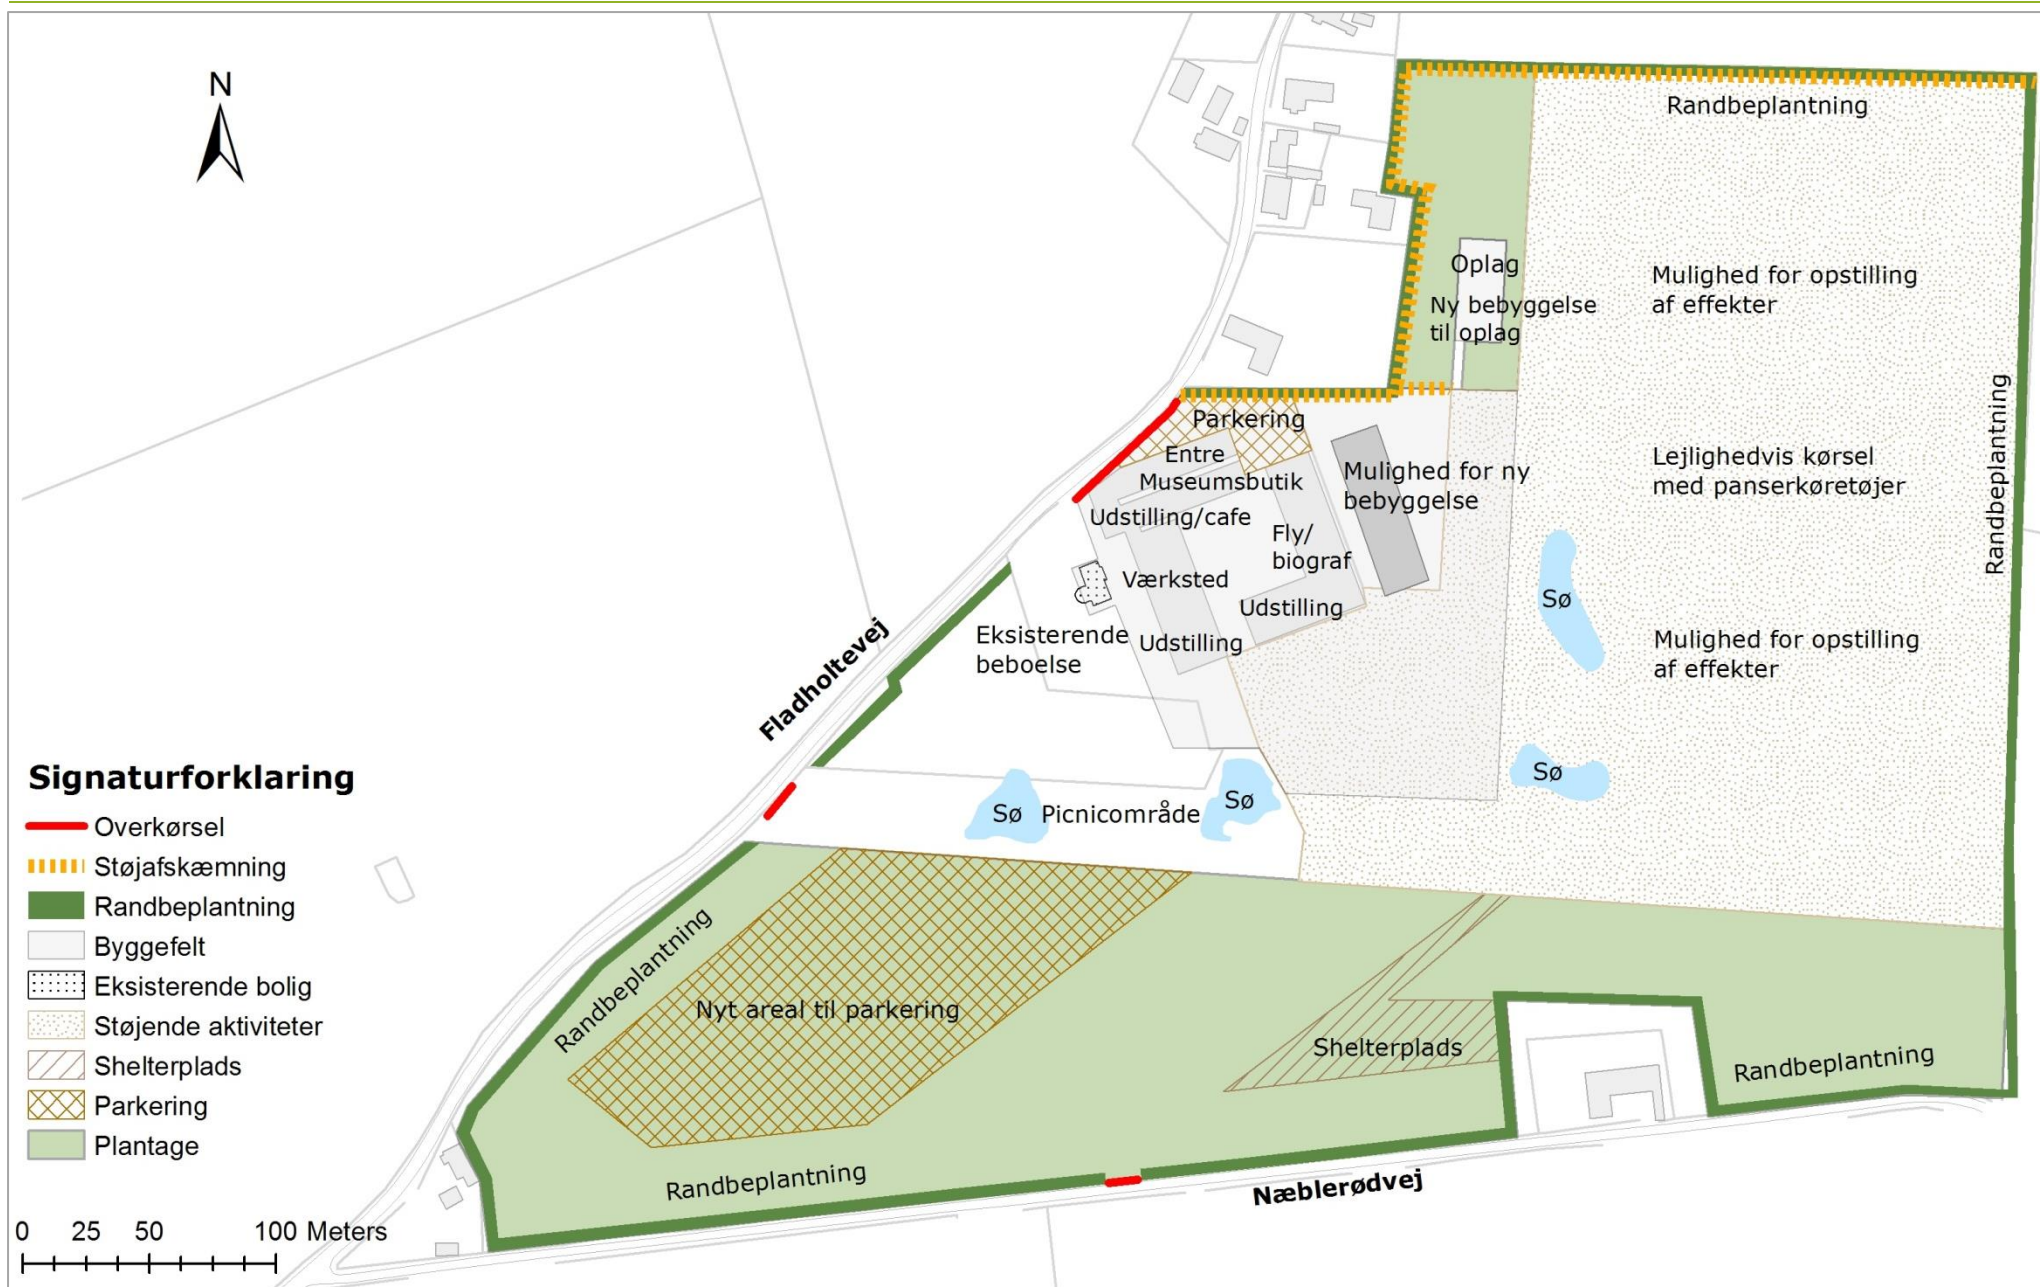 N
Randbeplantning
Oplag
Ny bebyggelse
til oplag
Mulighed for opstilling
af effekter
Randbeplantning
Parkering
Entre
Museumsbutik
Udstilling/cafe
Fly/
biograf
Værksted
Udstilling
Udstilling
Mulighed for ny
bebyggelse
Lejlighedvis kørsel
med panserkøretøjer
Sø
Mulighed for opstilling
af effekter
Eksisterende
beboelse
Fladholtevej
Sø
Picnicområde
Sø
Sø
Randbeplantning
Nyt areal til parkering
Shelterplads
Randbeplantning
Randbeplantning
Næblerødvej
Signaturforklaring
Overkørsel
Støjafskæmning
Randbeplantning
Byggefelt
Eksisterende bolig
Støjende aktiviteter
Shelterplads
Parkering
Plantage
0 25 50 100 Meters